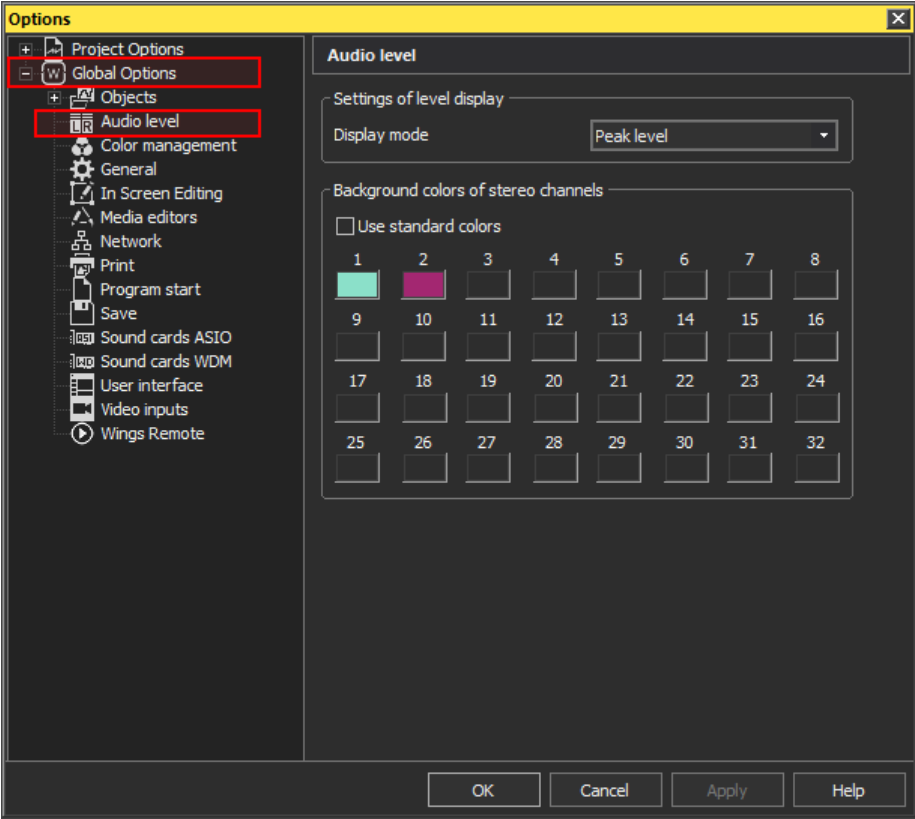 Options
Project Options
Global Options
Objects
Audio level
Color management
General
In Screen Editing
Media editors
Network
Print
Program start
Save
Sound cards ASIO
Sound cards WDM
User interface
Video inputs
Wings Remote
Audio level
Settings of level display
Display mode Peak level
Background colors of stereo channels
Use standard colors
1 2 3 4 5 6 7 8
9 10 11 12 13 14 15 16
17 18 19 20 21 22 23 24
25 26 27 28 29 30 31 32
OK Cancel Apply Help